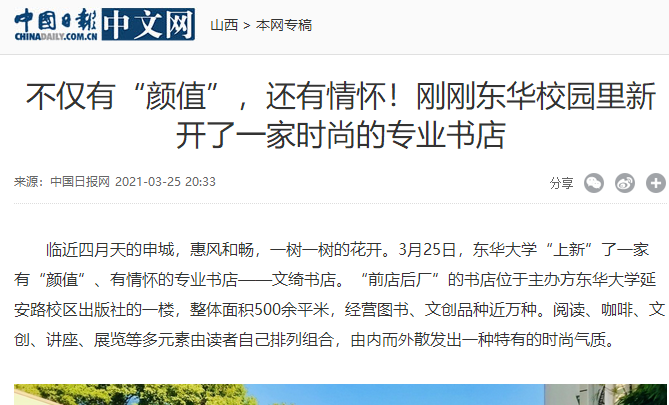 中国日报 中文网
CHINADAILY.COM.CN
山西 > 本网专稿
不仅有“颜值”，还有情怀！刚刚东华校园里新
开了一家时尚的专业书店
来源：中国日报网 2021-03-25 20:33
分享
临近四月天的申城，惠风和畅，一树一树的花开。3月25日，东华大学“上新”了一家
有“颜值”、有情怀的专业书店——文绮书店。“前店后厂”的书店位于主办方东华大学延
安路校区出版社的一楼，整体面积500余平米，经营图书、文创品种近万种。阅读、咖啡、文
创、讲座、展览等多元素由读者自己排列组合，由内而外散发出一种特有的时尚气质。